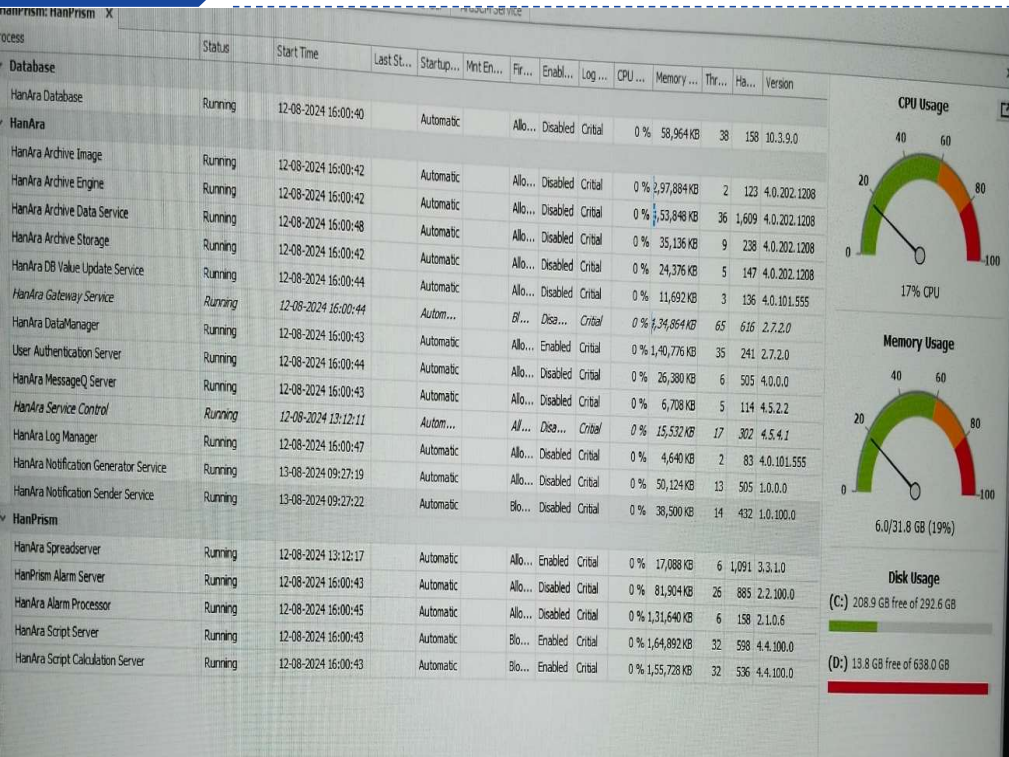 HanPrism: HanPrism X
Process Status Start Time Last St... Startup... Mnt En... Fir... Enabl... Log ... CPU ... Memory ... Thr... Ha... Version
Database
HanAra Database Running 12-08-2024 16:00:40 Automatic Allo... Disabled Critial 0 % 58,964 KB 38 158 10.3.9.0
HanAra
HanAra Archive Image Running 12-08-2024 16:00:42 Automatic Allo... Disabled Critial 0 % 2,97,884 KB 2 123 4.0.202.1208
HanAra Archive Engine Running 12-08-2024 16:00:42 Automatic Allo... Disabled Critial 0 % ,53,848 KB 36 1,609 4.0.202.1208
HanAra Archive Data Service Running 12-08-2024 16:00:48 Automatic Allo... Disabled Critial 0 % 35,136 KB 9 238 4.0.202.1208
HanAra Archive Storage Running 12-08-2024 16:00:42 Automatic Allo... Disabled Critial 0 % 24,376 KB 5 147 4.0.202.1208
HanAra DB Value Update Service Running 12-08-2024 16:00:44 Automatic Allo... Disabled Critial 0 % 11,692 KB 3 136 4.0.101.555
HanAra Gateway Service Running 12-08-2024 16:00:44 Autom... Bl... Disa... Critial 0 % 1,34,864 KB 65 616 2.7.2.0
HanAra DataManager Running 12-08-2024 16:00:43 Automatic Allo... Enabled Critial 0 % 1,40,776 KB 35 241 2.7.2.0
User Authentication Server Running 12-08-2024 16:00:44 Automatic Allo... Disabled Critial 0 % 26,380 KB 6 505 4.0.0.0
HanAra MessageQ Server Running 12-08-2024 16:00:43 Automatic Allo... Disabled Critial 0 % 6,708 KB 5 114 4.5.2.2
HanAra Service Control Running 12-08-2024 13:12:11 Autom... Al... Disa... Critial 0 % 15,532 KB 17 302 4.5.4.1
HanAra Log Manager Running 12-08-2024 16:00:47 Automatic Allo... Disabled Critial 0 % 4,640 KB 2 83 4.0.101.555
HanAra Notification Generator Service Running 13-08-2024 09:27:19 Automatic Allo... Disabled Critial 0 % 50,124 KB 13 505 1.0.0.0
HanAra Notification Sender Service Running 13-08-2024 09:27:22 Automatic Blo... Disabled Critial 0 % 38,500 KB 14 432 1.0.100.0
HanPrism
HanAra Spreadserver Running 12-08-2024 13:12:17 Automatic Allo... Enabled Critial 0 % 17,088 KB 6 1,091 3.3.1.0
HanPrism Alarm Server Running 12-08-2024 16:00:43 Automatic Allo... Disabled Critial 0 % 81,904 KB 26 885 2.2.100.0
HanAra Alarm Processor Running 12-08-2024 16:00:45 Automatic Allo... Disabled Critial 0 % 1,31,640 KB 6 158 2.1.0.6
HanAra Script Server Running 12-08-2024 16:00:43 Automatic Blo... Enabled Critial 0 % 1,64,892 KB 32 598 4.4.100.0
HanAra Script Calculation Server Running 12-08-2024 16:00:43 Automatic Blo... Enabled Critial 0 % 1,55,728 KB 32 536 4.4.100.0
CPU Usage
0 20 40 60 80 100
17% CPU
Memory Usage
0 20 40 60 80 100
6.0/31.8 GB (19%)
Disk Usage
(C:) 208.9 GB free of 292.6 GB
(D:) 13.8 GB free of 638.0 GB